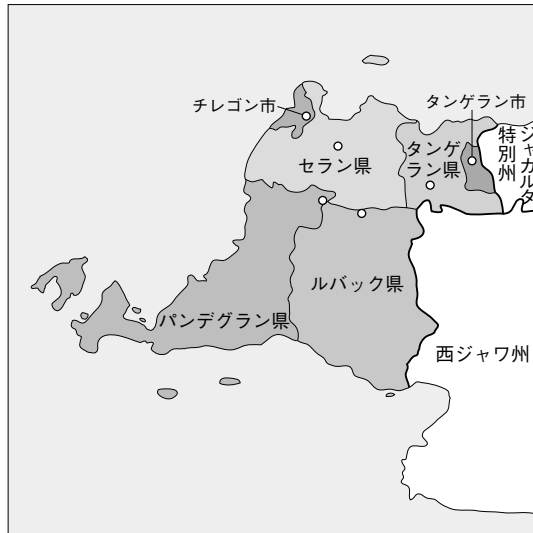 チレゴン市
タンゲラン市
セラン県
タンゲ
ラン県
ジャカルタ
特別州
ルバック県
パンデグラン県
西ジャワ州